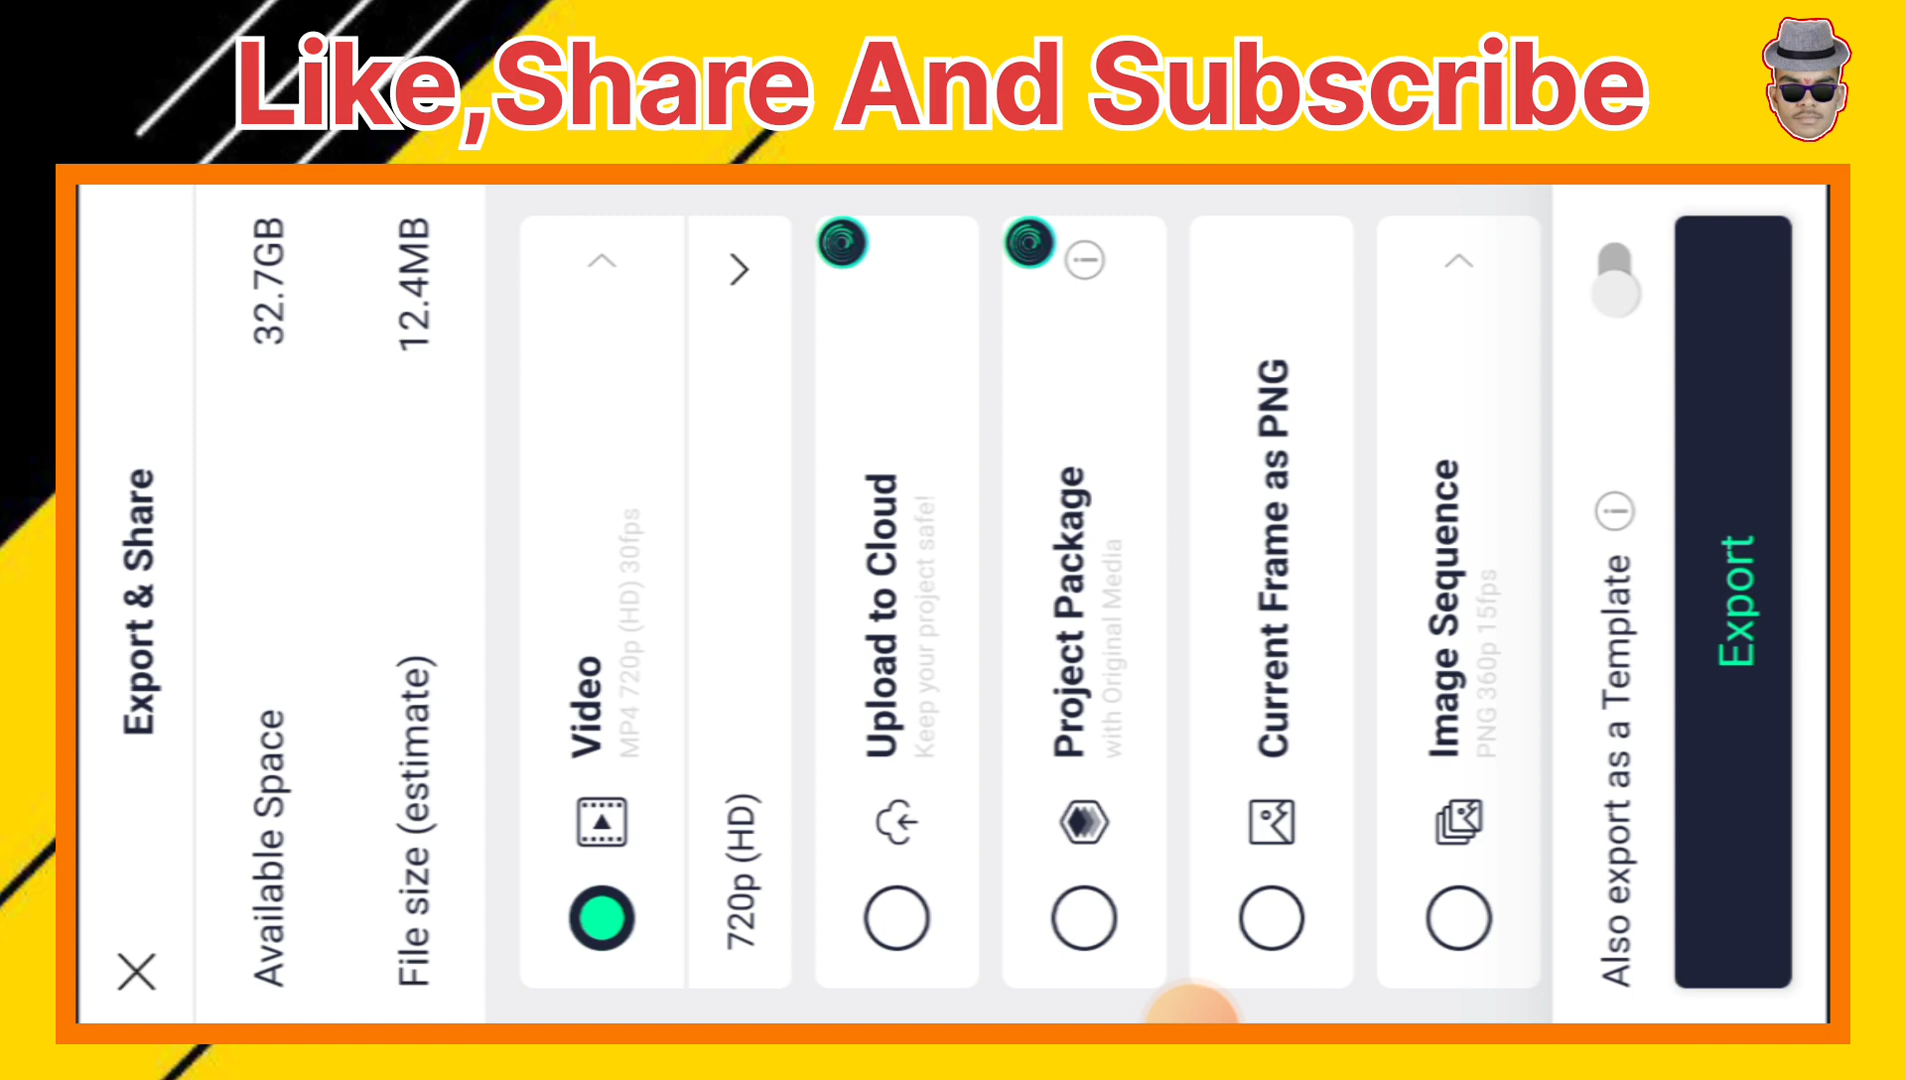 Like,Share And Subscribe
Export & Share
Available Space 32.7GB
File size (estimate) 12.4MB
Video
MP4 720p (HD) 30fps
720p (HD)
Upload to Cloud
Keep your project safe!
Project Package
with Original Media
Current Frame as PNG
Image Sequence
PNG 360p 15fps
Also export as a Template
Export